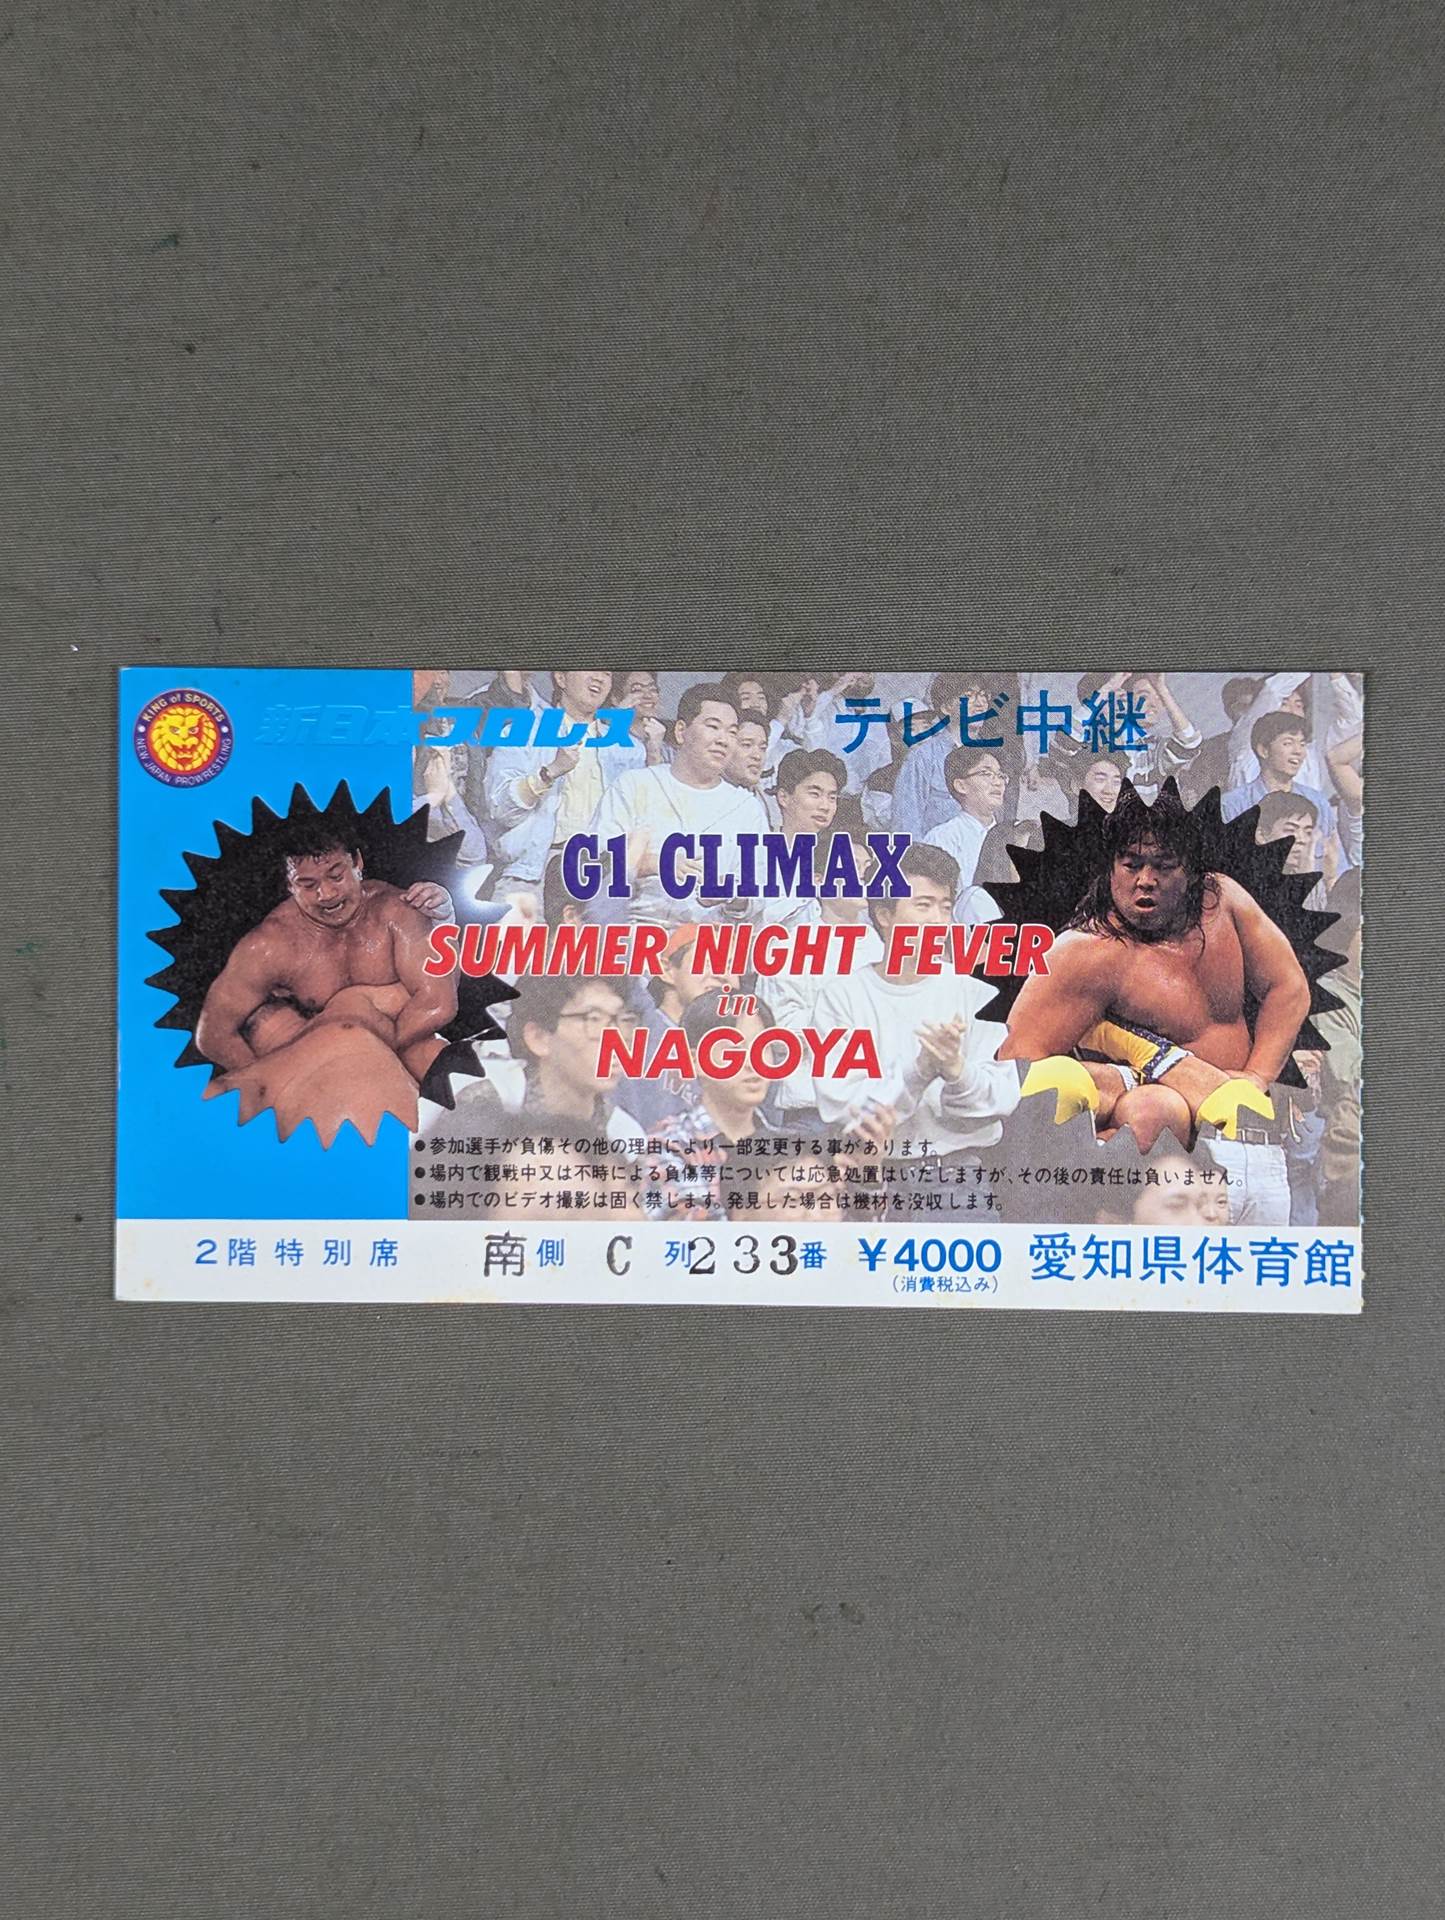 KING of SPORTS
NEW JAPAN PROWRESTLING
新日本プロレス
テレビ中継
G1 CLIMAX
SUMMER NIGHT FEVER
in
NAGOYA
●参加選手が負傷その他の理由により一部変更する事があります。
●場内で観戦中又は不時による負傷等については応急処置はいたしますが、その後の責任は負いません。
●場内でのビデオ撮影は固く禁じます。発見した場合は機材を没収します。
2階特別席 南側 C 列233番 ¥4000 愛知県体育館
(消費税込み)